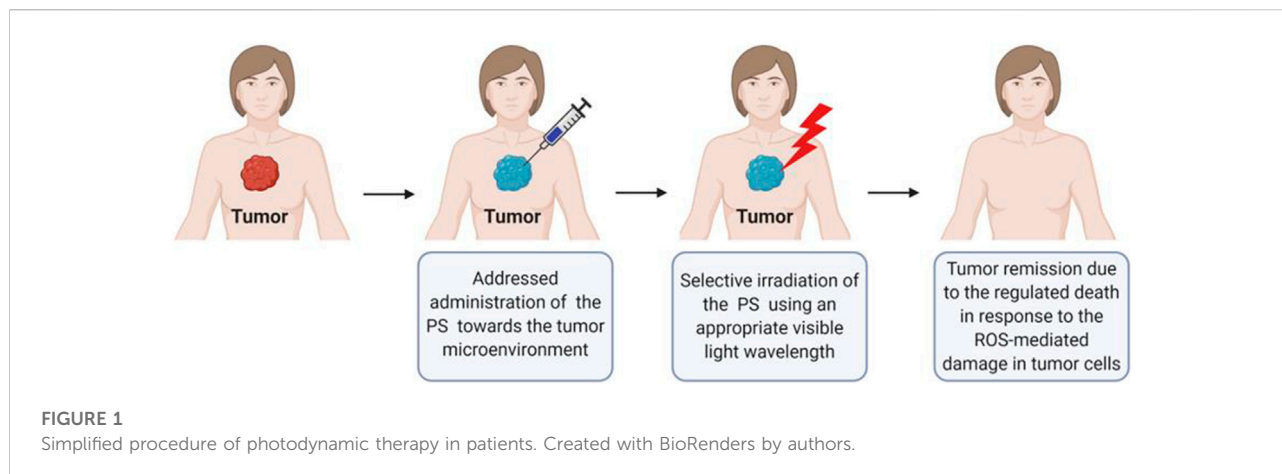 Tumor
Tumor
Tumor
Addressed
administration of the
PS towards the tumor
microenvironment
Selective irradiation of
the PS using an
appropriate visible
light wavelength
Tumor remission due
to the regulated death
in response to the
ROS-mediated
damage in tumor cells
FIGURE 1
Simplified procedure of photodynamic therapy in patients. Created with BioRenders by authors.